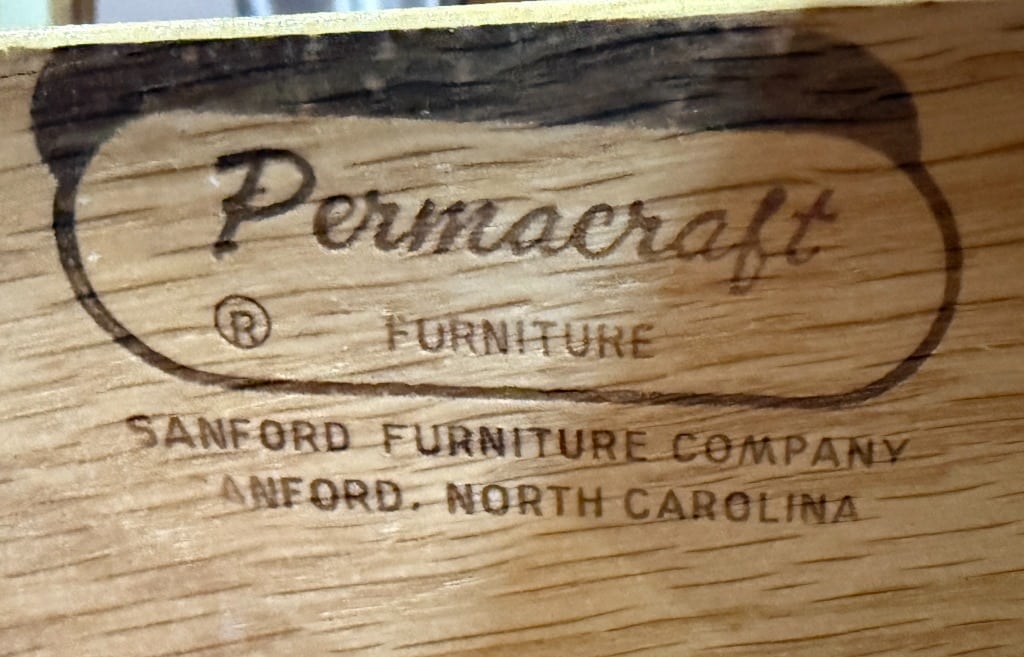 Permacraft
® FURNITURE
SANFORD FURNITURE COMPANY
ANFORD. NORTH CAROLINA